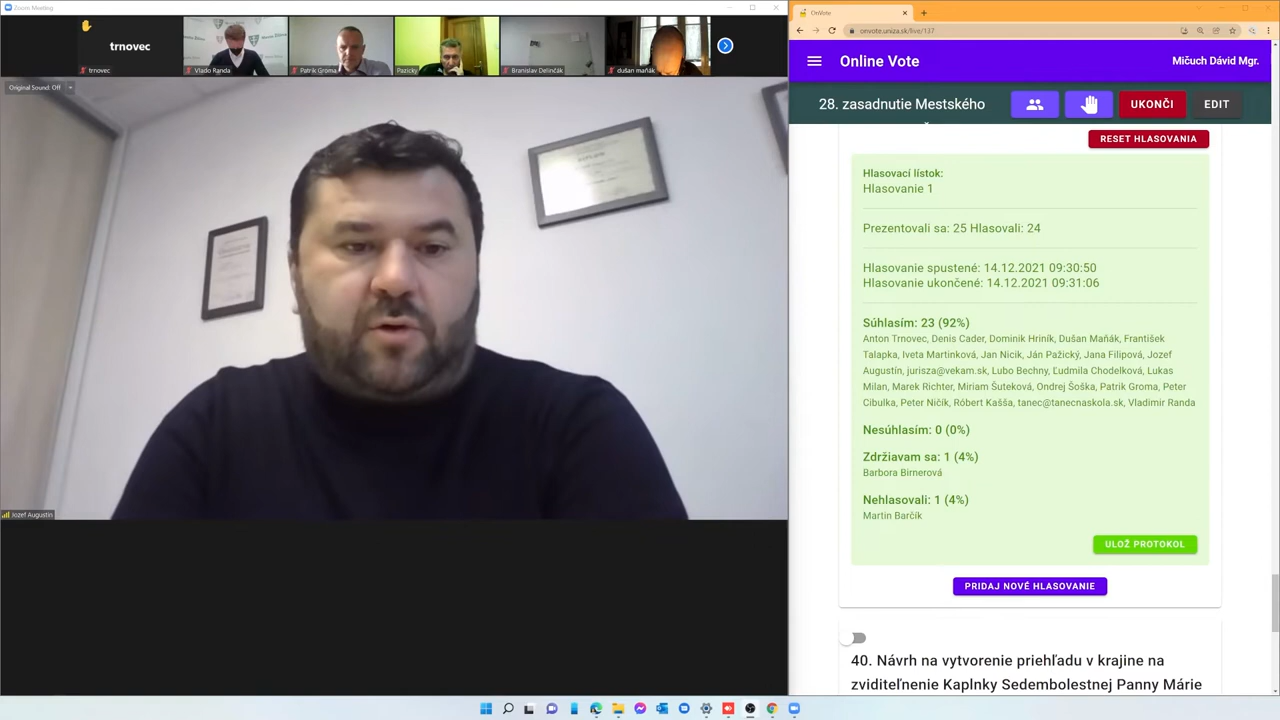 Zoom Meeting
trnovec
trnovec
Vlado Randa
Patrik Groma
Pazicky
Branislav Delinčák
dušan maňák
Original Sound: Off
Jozef Augustín
OnVote
onvote.uniza.sk/live/137
Online Vote
Mičuch Dávid Mgr.
28. zasadnutie Mestského
UKONČI
EDIT
RESET HLASOVANIA
Hlasovací lístok:
Hlasovanie 1
Prezentovali sa: 25 Hlasovali: 24
Hlasovanie spustené: 14.12.2021 09:30:50
Hlasovanie ukončené: 14.12.2021 09:31:06
Súhlasím: 23 (92%)
Anton Trnovec, Denis Cader, Dominik Hriník, Dušan Maňák, František
Talapka, Iveta Martinková, Jan Nicik, Ján Pažický, Jana Filipová, Jozef
Augustín, jurisza@vekam.sk, Lubo Bechny, Ľudmila Chodelková, Lukas
Milan, Marek Richter, Miriam Šuteková, Ondrej Šoška, Patrik Groma, Peter
Cibulka, Peter Ničík, Róbert Kašša, tanec@tanecnaskola.sk, Vladimir Randa
Nesúhlasím: 0 (0%)
Zdržiavam sa: 1 (4%)
Barbora Birnerová
Nehlasovali: 1 (4%)
Martin Barčík
ULOŽ PROTOKOL
PRIDAJ NOVÉ HLASOVANIE
40. Návrh na vytvorenie priehľadu v krajine na
zviditeľnenie Kaplnky Sedembolestnej Panny Márie